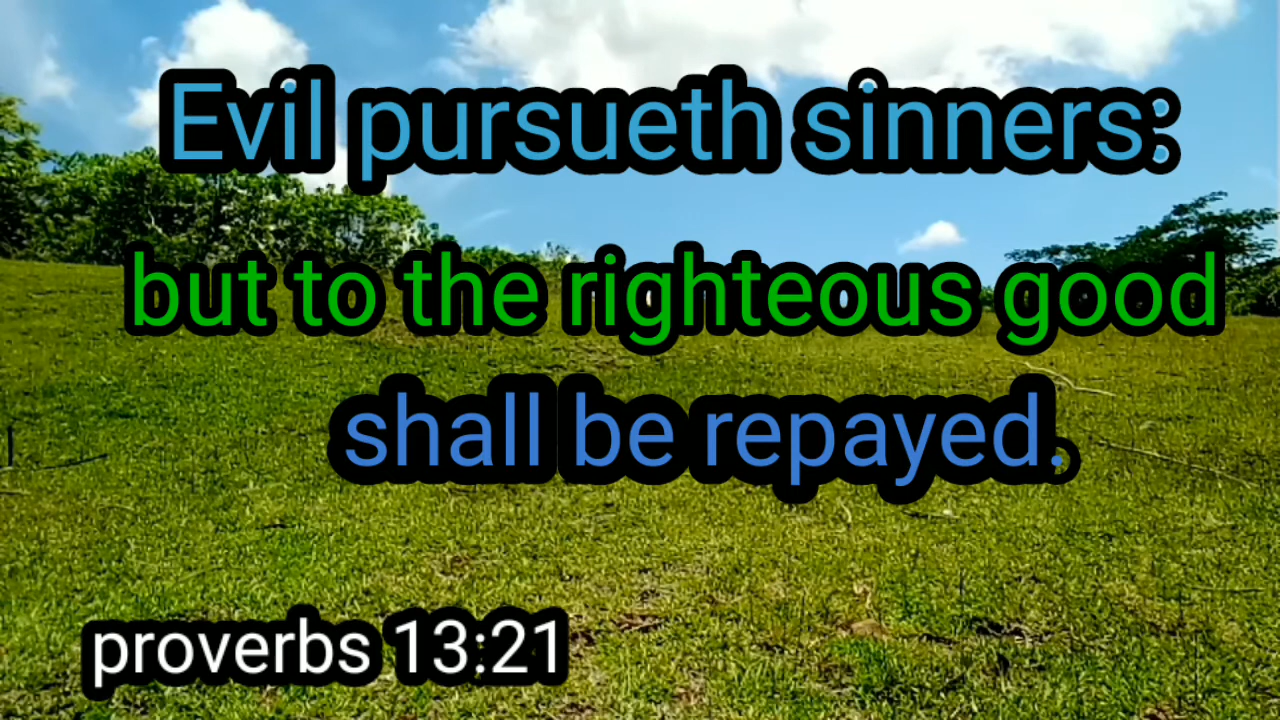 Evil pursueth sinners:
but to the righteous good
shall be repayed.
proverbs 13:21